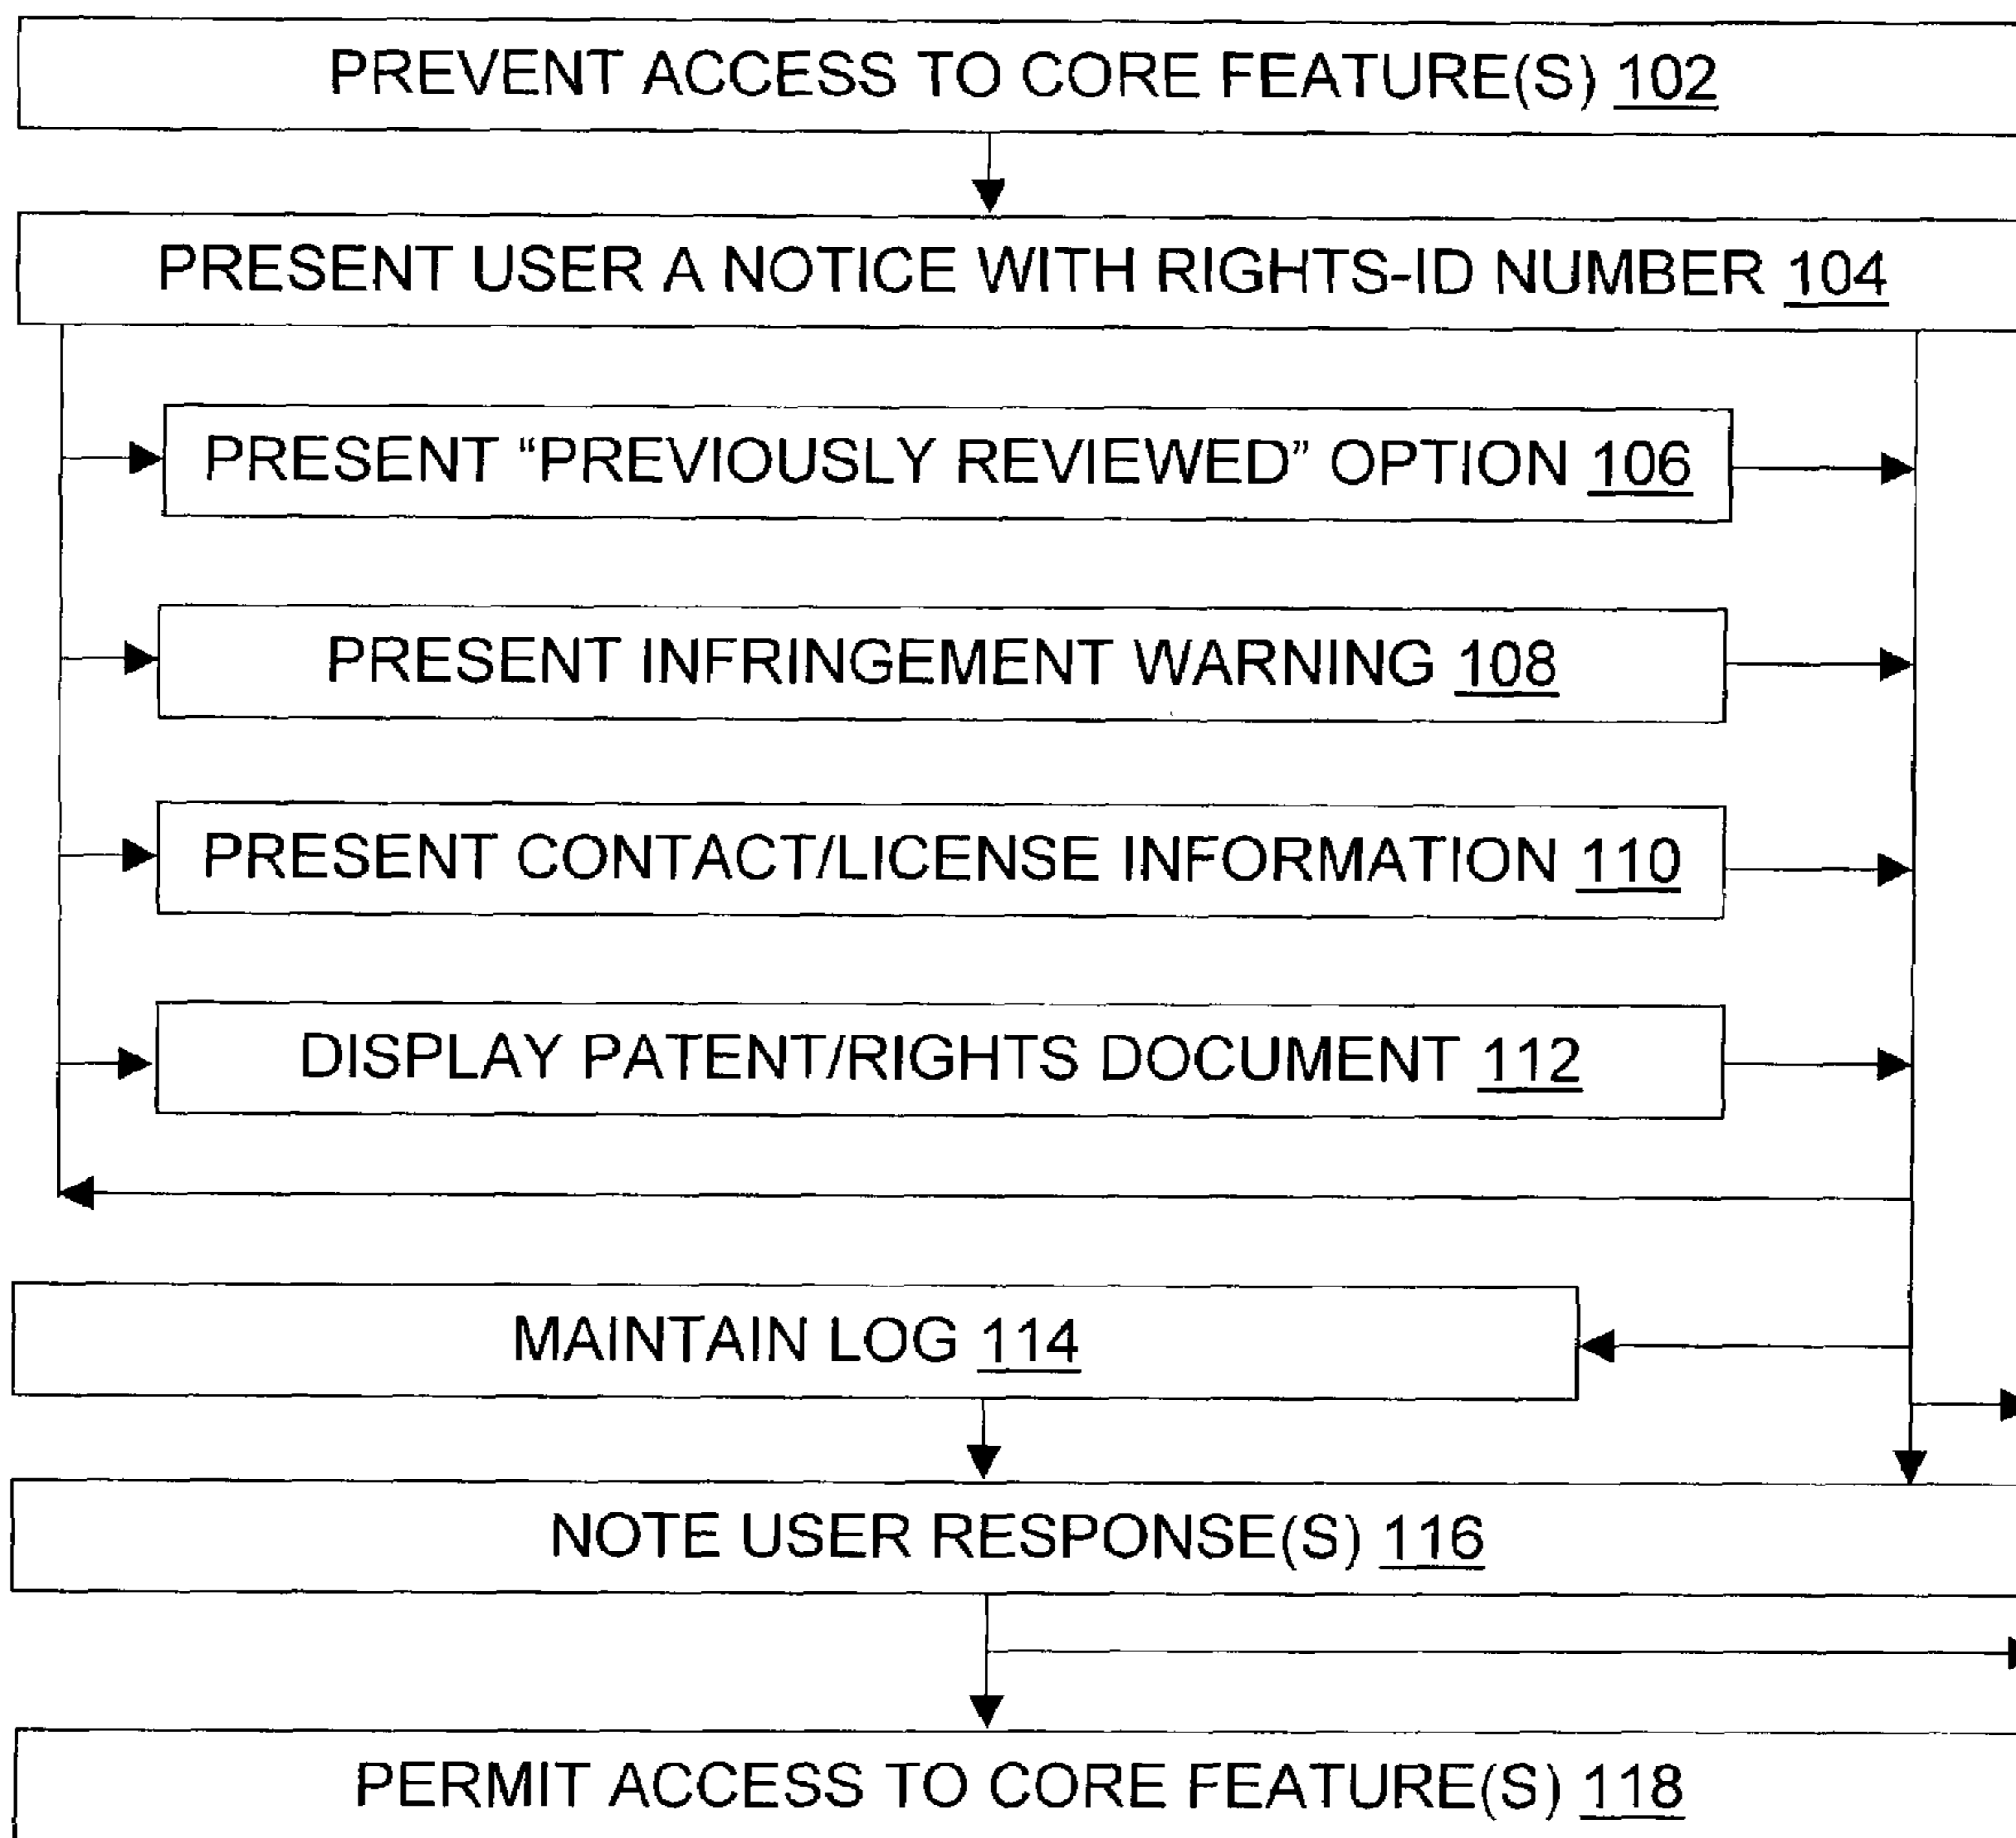 PREVENT ACCESS TO CORE FEATURE(S) 102
PRESENT USER A NOTICE WITH RIGHTS-ID NUMBER 104
PRESENT “PREVIOUSLY REVIEWED” OPTION 106
PRESENT INFRINGEMENT WARNING 108
PRESENT CONTACT/LICENSE INFORMATION 110
DISPLAY PATENT/RIGHTS DOCUMENT 112
MAINTAIN LOG 114
NOTE USER RESPONSE(S) 116
PERMIT ACCESS TO CORE FEATURE(S) 118